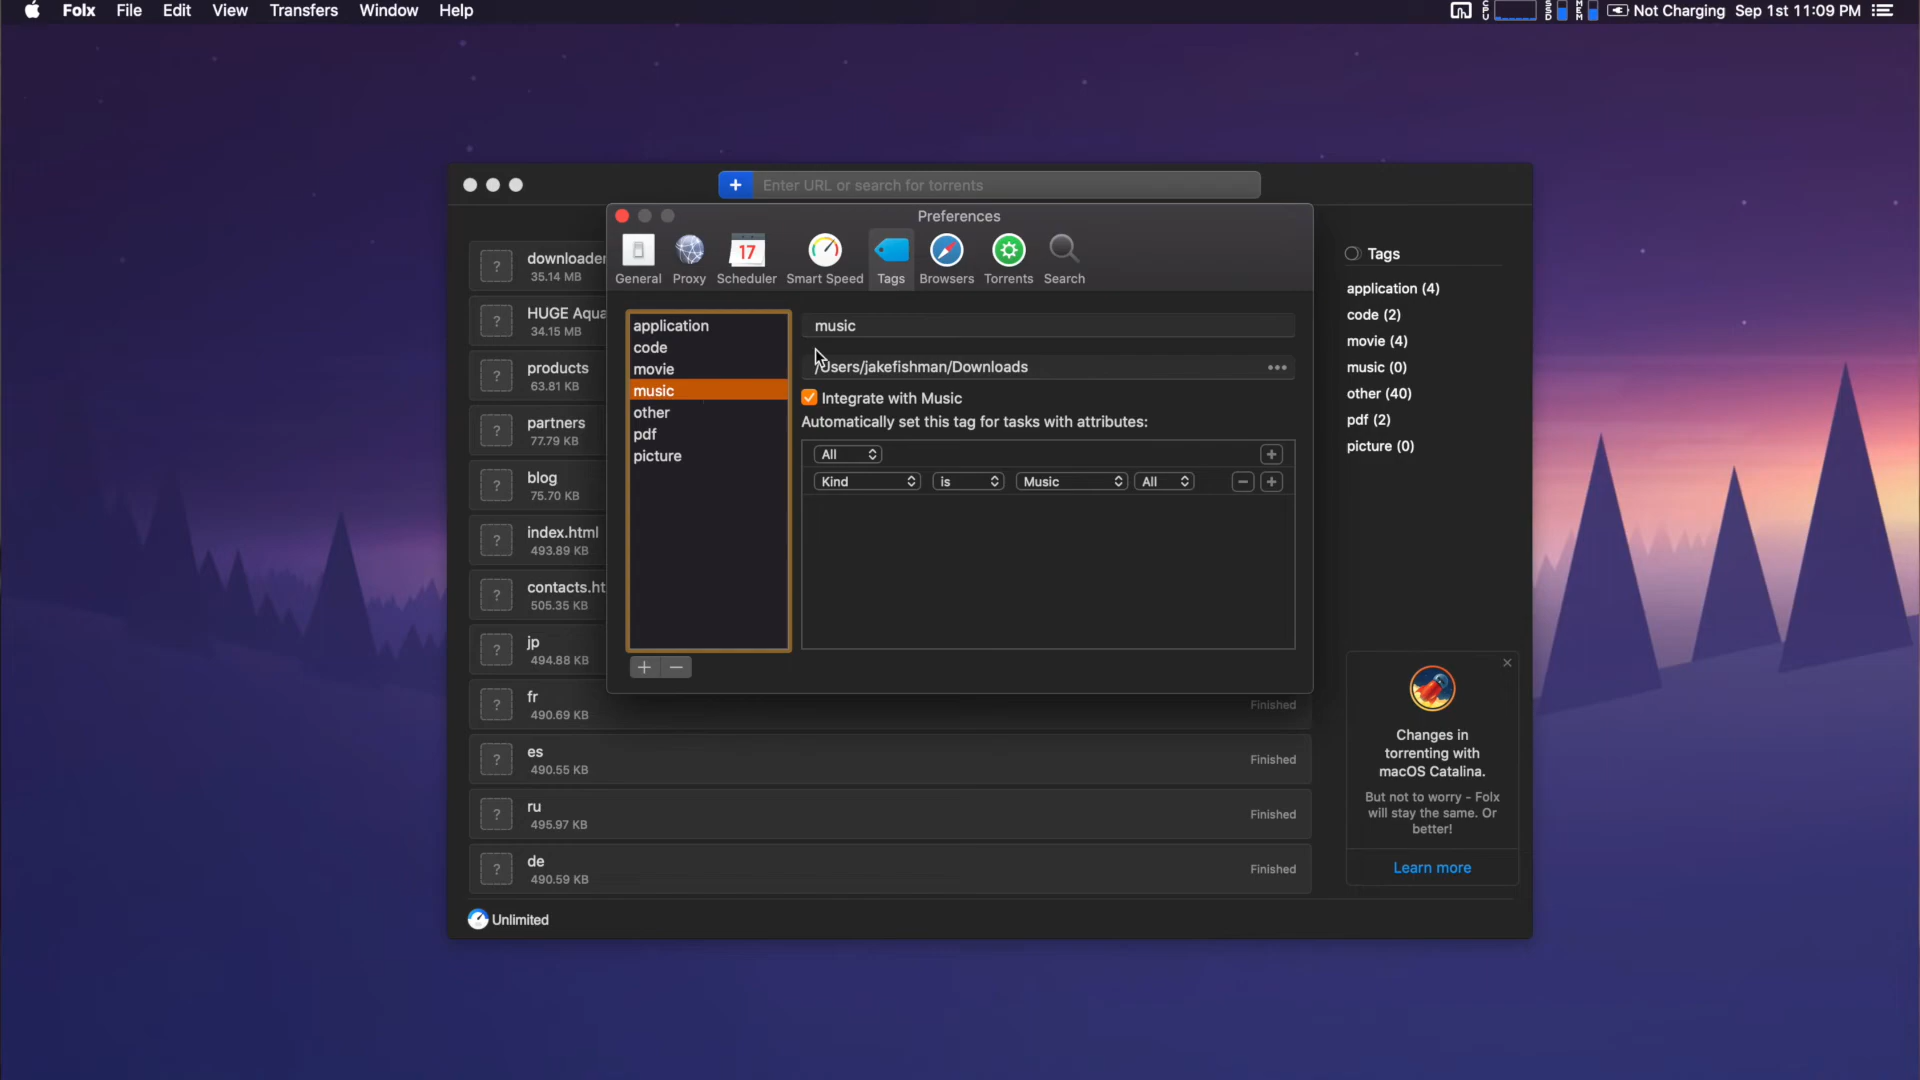 Folx File Edit View Transfers Window Help
CPU SSD MEM Not Charging Sep 1st 11:09 PM
Enter URL or search for torrents
Preferences
General Proxy Scheduler Smart Speed Tags Browsers Torrents Search
17
downloader
35.14 MB
HUGE Aqua
34.15 MB
products
63.81 KB
partners
77.79 KB
blog
75.70 KB
index.html
493.89 KB
contacts.ht
505.35 KB
jp
494.88 KB
fr
490.69 KB
Finished
es
490.55 KB
Finished
ru
495.97 KB
Finished
de
490.59 KB
Finished
Unlimited
application
code
movie
music
other
pdf
picture
music
/Users/jakefishman/Downloads
Integrate with Music
Automatically set this tag for tasks with attributes:
All
Kind is Music All
Tags
application (4)
code (2)
movie (4)
music (0)
other (40)
pdf (2)
picture (0)
Changes in
torrenting with
macOS Catalina.
But not to worry - Folx
will stay the same. Or
better!
Learn more